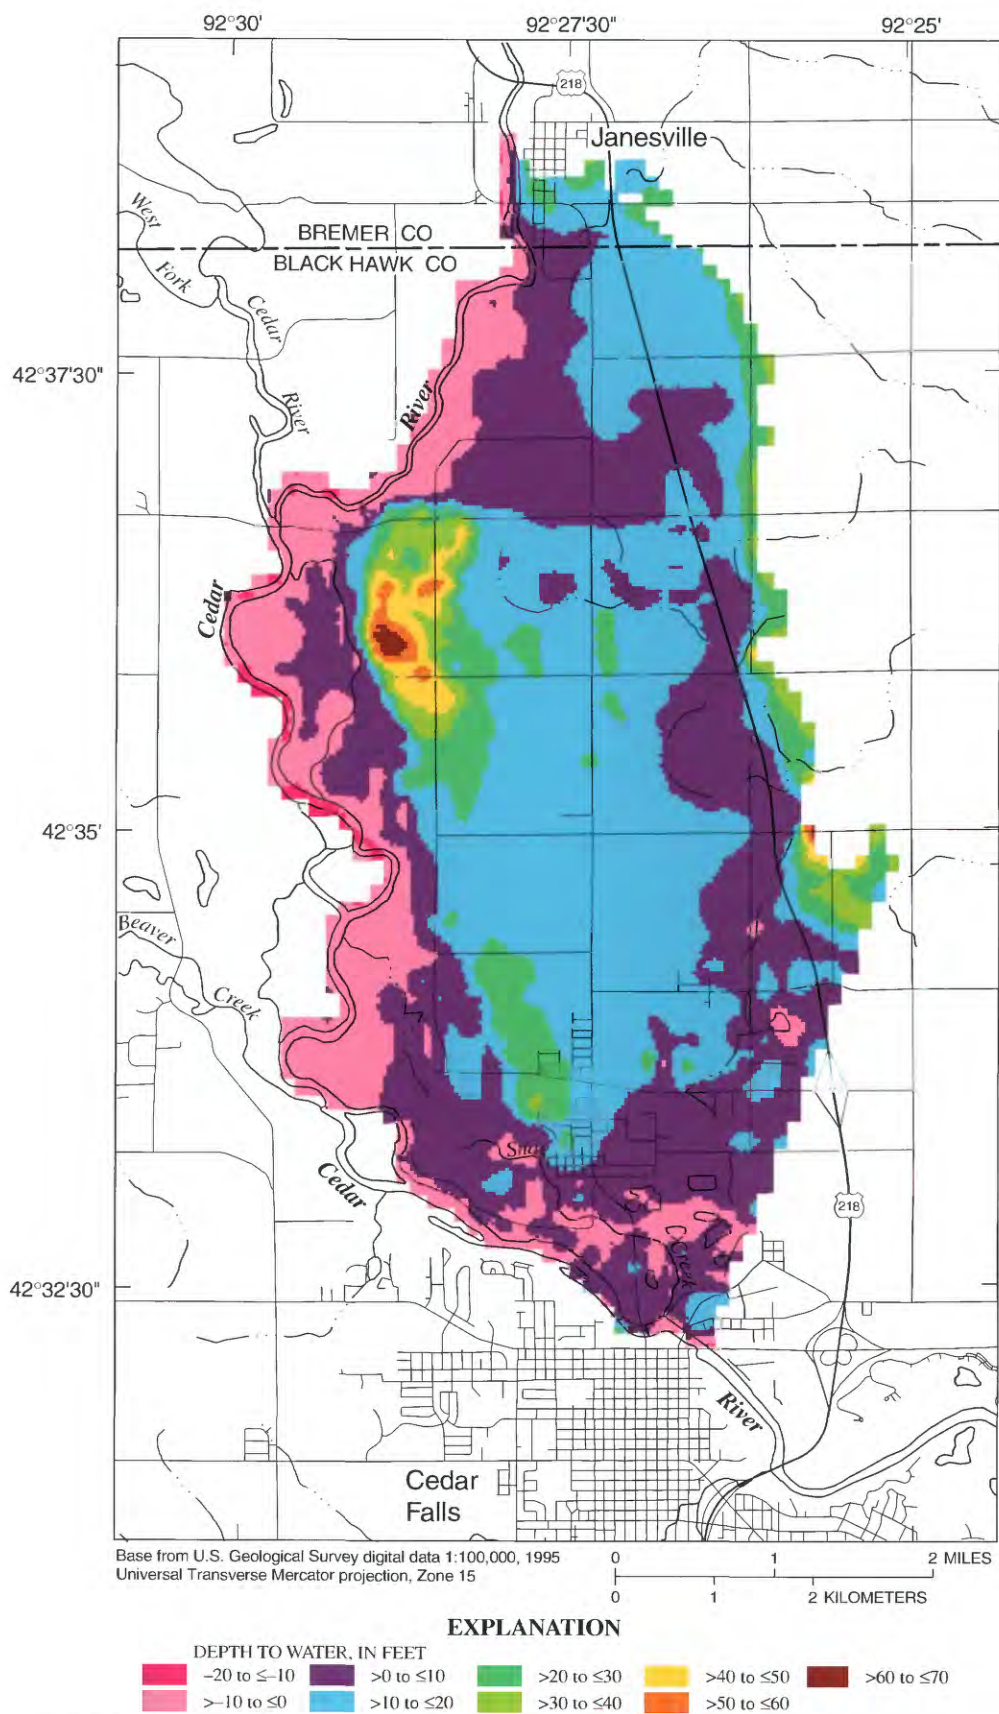 92°30' 92°27'30" 92°25'
218
Janesville
West
Fork
BREMER CO
BLACK HAWK CO
Cedar
River
River
42°37'30"
Cedar
42°35'
Beaver
Creek
Snag
Cedar
218
Creek
42°32'30"
River
Cedar
Falls
Base from U.S. Geological Survey digital data 1:100,000, 1995
Universal Transverse Mercator projection, Zone 15
0 1 2 MILES
0 1 2 KILOMETERS
EXPLANATION
DEPTH TO WATER, IN FEET
–20 to ≤–10 >0 to ≤10 >20 to ≤30 >40 to ≤50 >60 to ≤70
>–10 to ≤0 >10 to ≤20 >30 to ≤40 >50 to ≤60